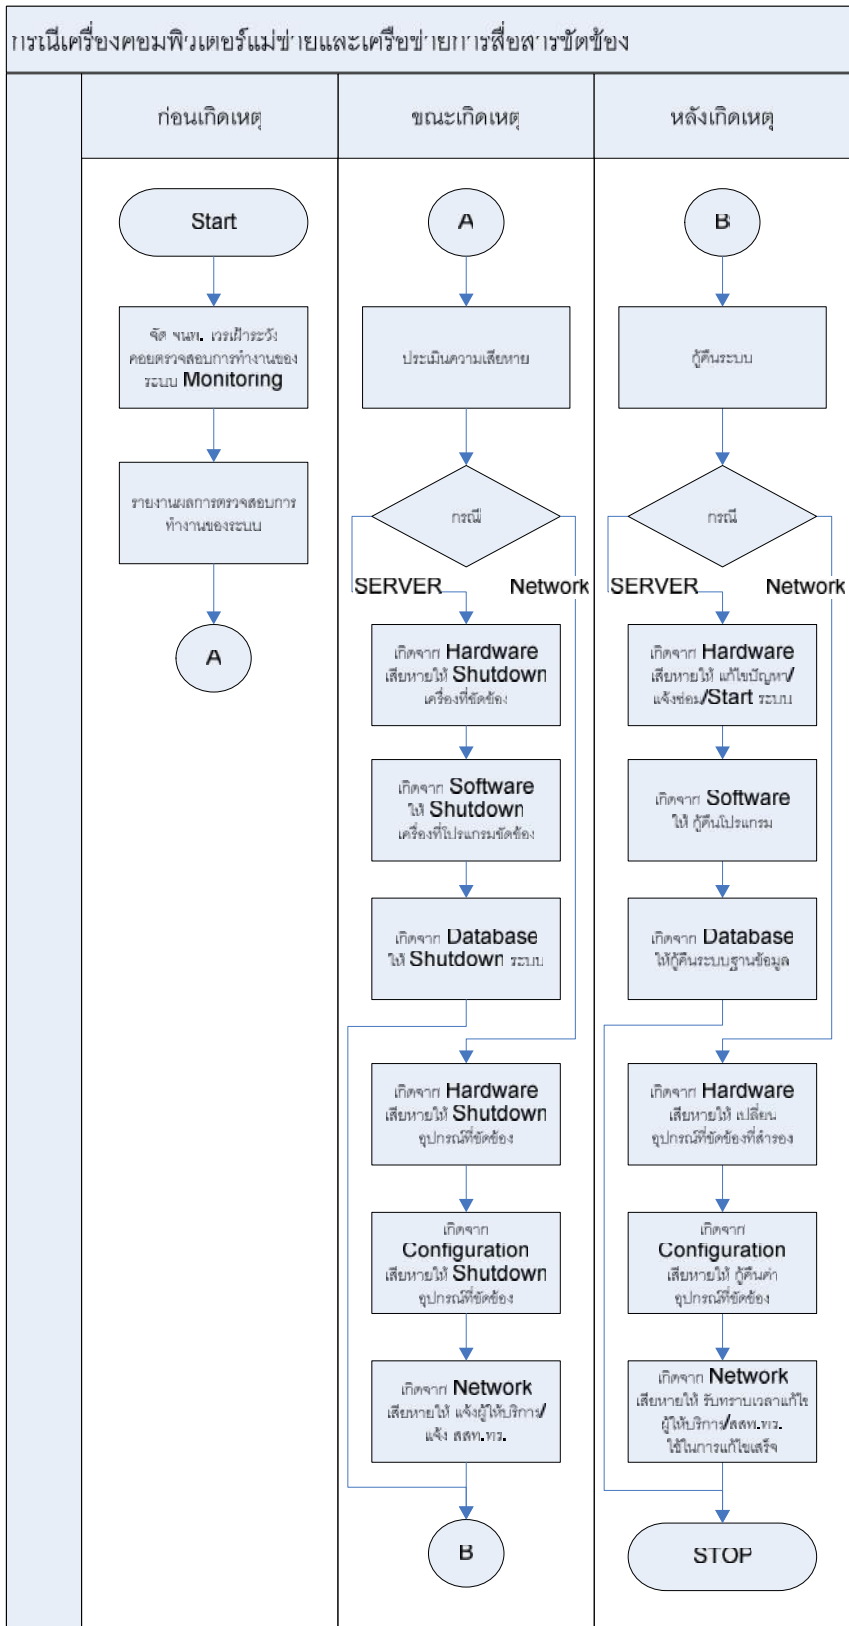 กรณีเครื่องคอมพิวเตอร์แม่ข่ายและเครือข่ายการสื่อสารขัดข้อง
ก่อนเกิดเหตุ
ขณะเกิดเหตุ
หลังเกิดเหตุ
Start
จัด จนท. เวรเฝ้าระวัง
คอยตรวจสอบการทำงานของ
ระบบ Monitoring
รายงานผลการตรวจสอบการ
ทำงานของระบบ
A
A
ประเมินความเสียหาย
กรณี
SERVER
Network
เกิดจาก Hardware
เสียหายให้ Shutdown
เครื่องที่ขัดข้อง
เกิดจาก Software
ให้ Shutdown
เครื่องที่โปรแกรมขัดข้อง
เกิดจาก Database
ให้ Shutdown ระบบ
เกิดจาก Hardware
เสียหายให้ Shutdown
อุปกรณ์ที่ขัดข้อง
เกิดจาก
Configuration
เสียหายให้ Shutdown
อุปกรณ์ที่ขัดข้อง
เกิดจาก Network
เสียหายให้ แจ้งผู้ให้บริการ/
แจ้ง สสท.ทร.
B
B
กู้คืนระบบ
กรณี
SERVER
Network
เกิดจาก Hardware
เสียหายให้ แก้ไขปัญหา/
แจ้งซ่อม/Start ระบบ
เกิดจาก Software
ให้ กู้คืนโปรแกรม
เกิดจาก Database
ให้กู้คืนระบบฐานข้อมูล
เกิดจาก Hardware
เสียหายให้ เปลี่ยน
อุปกรณ์ที่ขัดข้องที่สำรอง
เกิดจาก
Configuration
เสียหายให้ กู้คืนค่า
อุปกรณ์ที่ขัดข้อง
เกิดจาก Network
เสียหายให้ รับทราบเวลาแก้ไข
ผู้ให้บริการ/สสท.ทร.
ใช้ในการแก้ไขเสร็จ
STOP